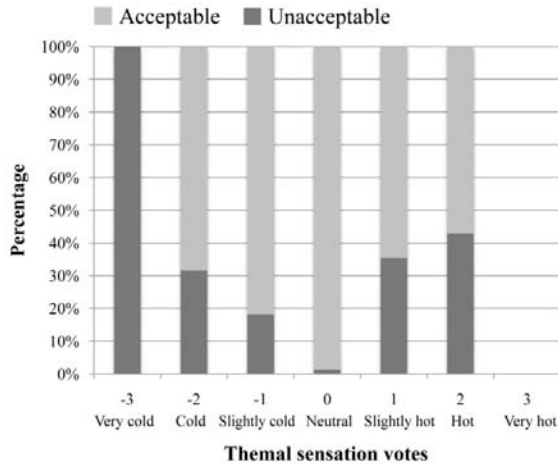 Acceptable Unacceptable
100%
90%
80%
70%
60%
50%
40%
30%
20%
10%
0%
Percentage
-3 -2 -1 0 1 2 3
Very cold Cold Slightly cold Neutral Slightly hot Hot Very hot
Themal sensation votes